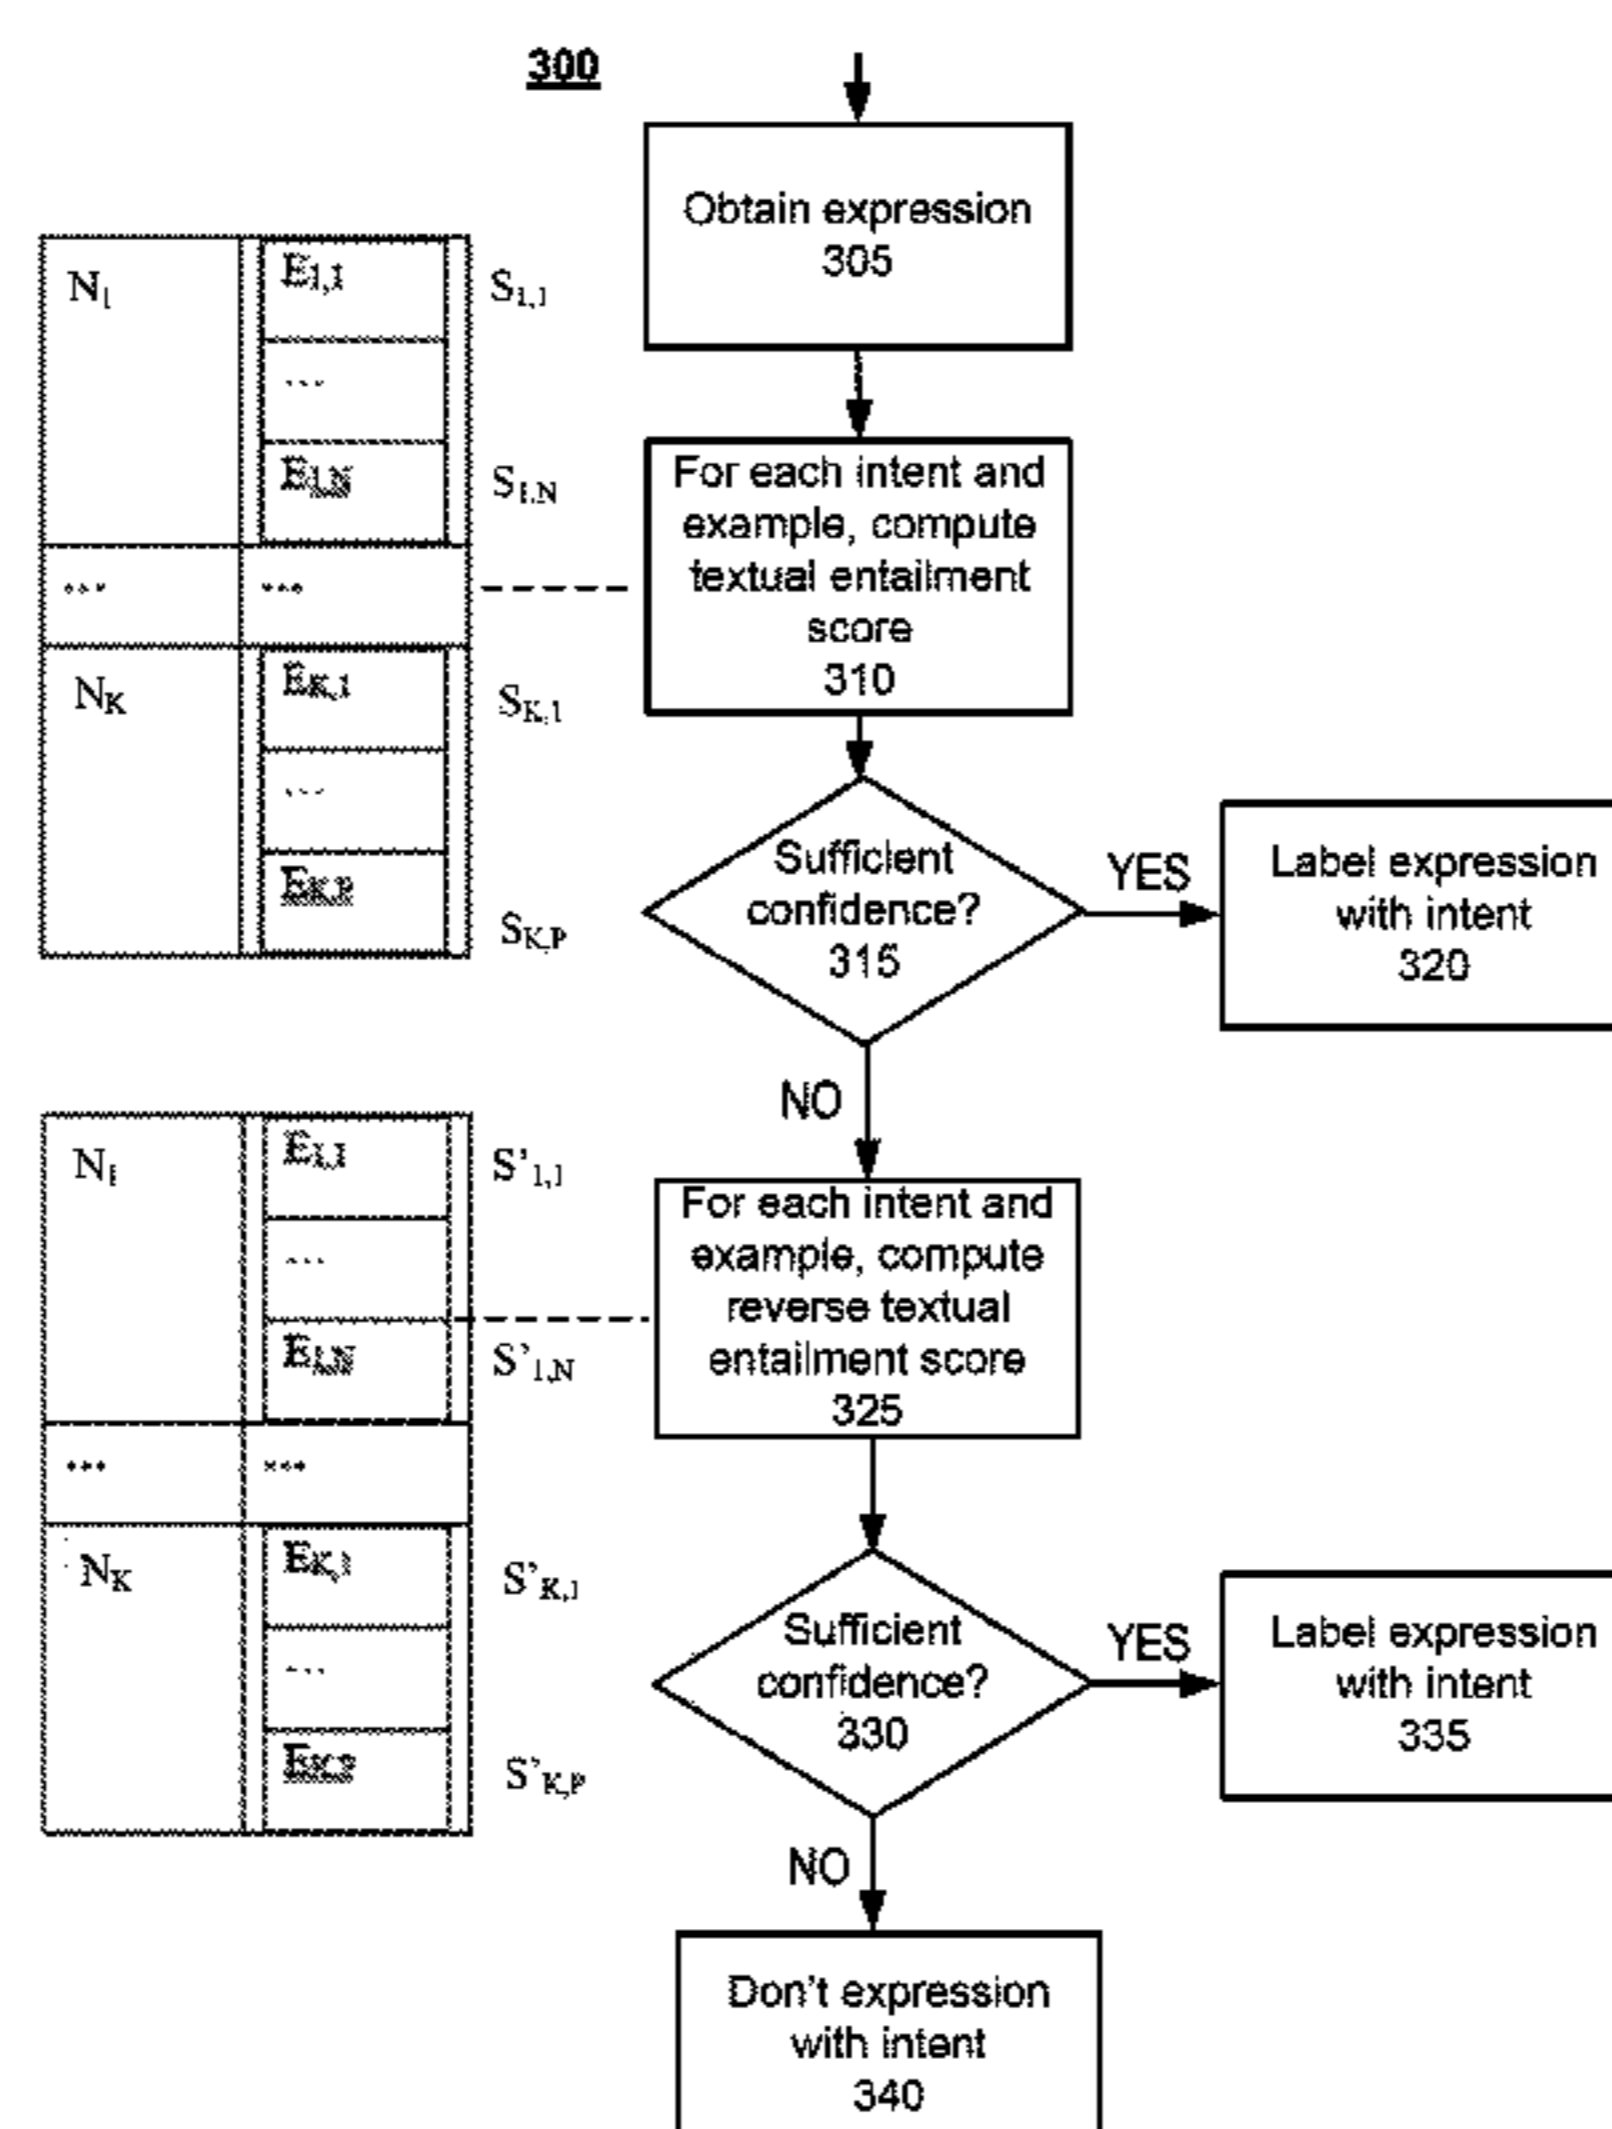 300
Obtain expression
305
N1
E1,1
S1,1
...
E1,N
S1,N
For each intent and
example, compute
textual entailment
score
310
... ...
NK
EK,1
SK,1
...
EK,P
SK,P
Sufficient
confidence?
315
YES
Label expression
with intent
320
NO
N1
E1,1
S'1,1
...
E1,N
S'1,N
For each intent and
example, compute
reverse textual
entailment score
325
... ...
NK
EK,1
S'K,1
...
EK,P
S'K,P
Sufficient
confidence?
330
YES
Label expression
with intent
335
NO
Don't expression
with intent
340